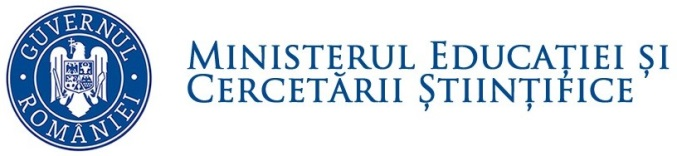 GUVERNUL ROMÂNIEI
MINISTERUL EDUCAȚIEI ȘI
CERCETĂRII ȘTIINȚIFICE